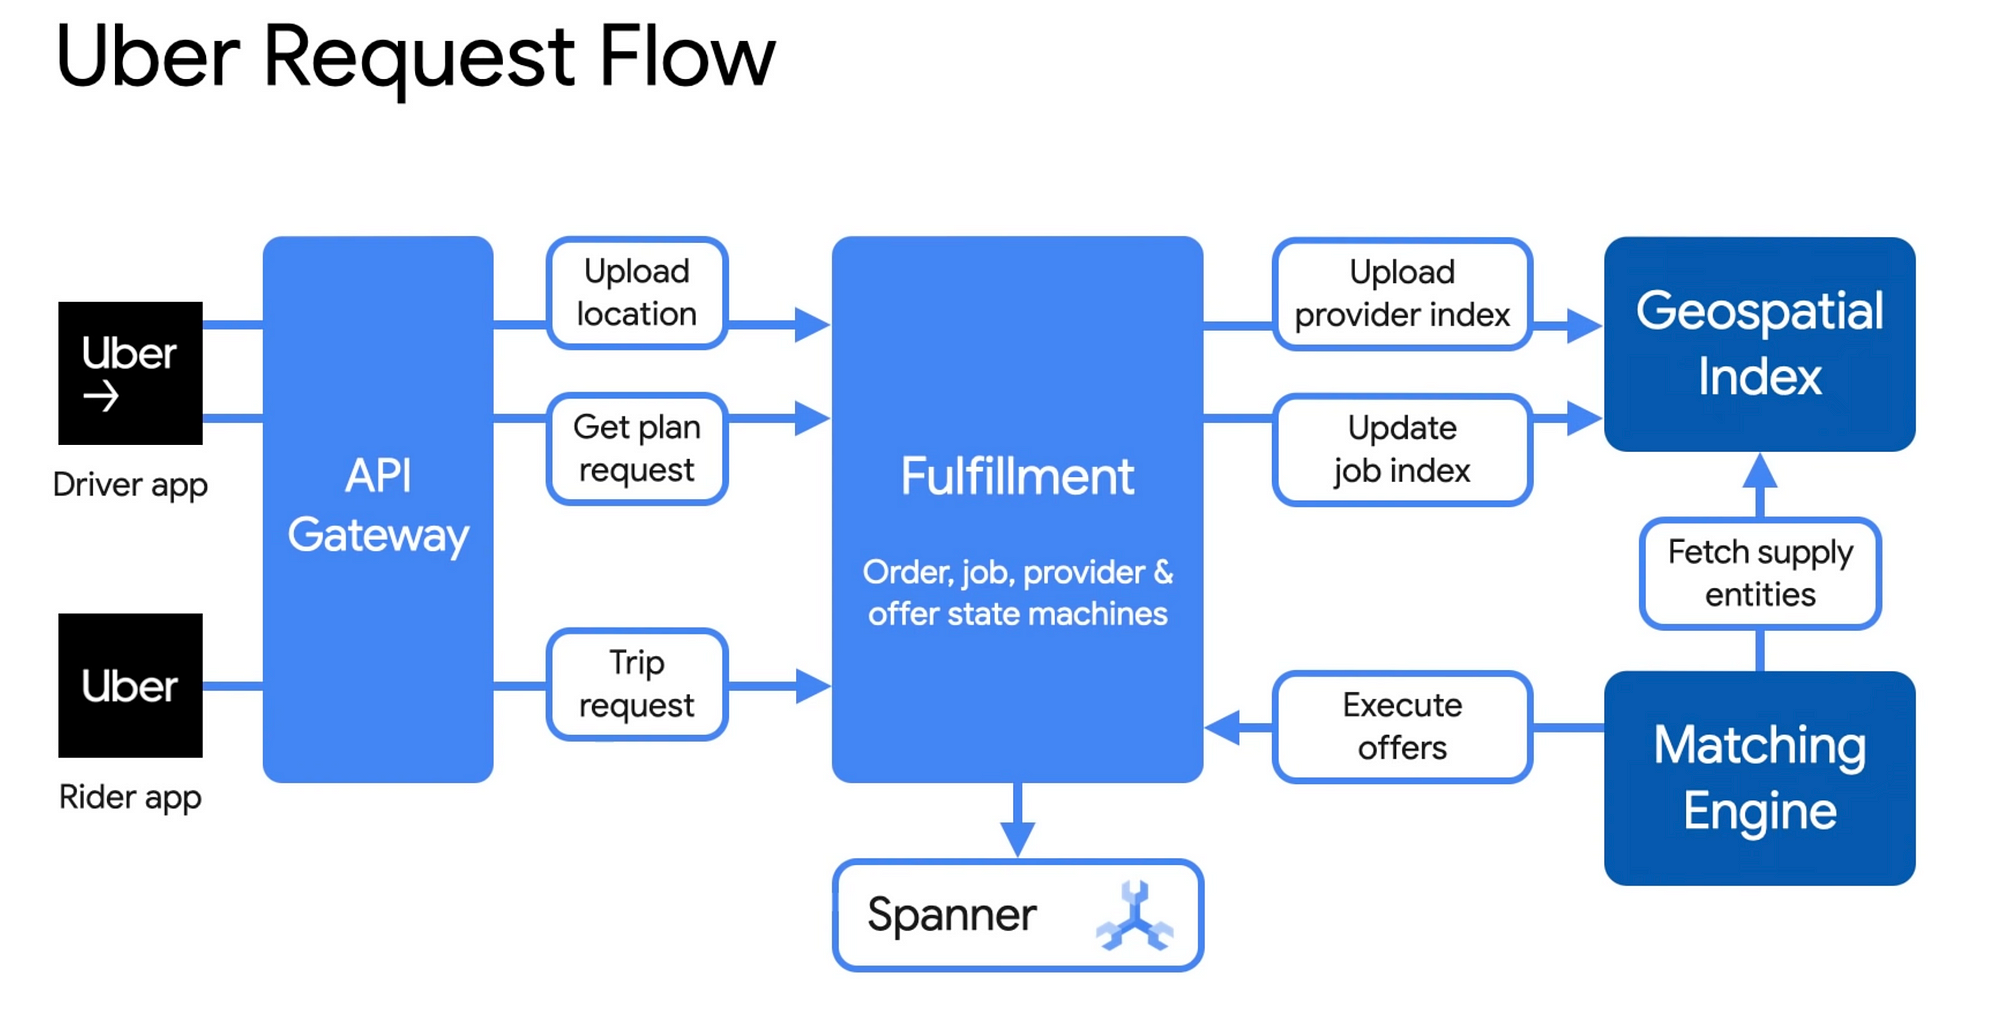 Uber Request Flow
Uber
→
Driver app
Uber
Rider app
API
Gateway
Upload
location
Get plan
request
Trip
request
Fulfillment
Order, job, provider &
offer state machines
Spanner
Upload
provider index
Update
job index
Execute
offers
Geospatial
Index
Fetch supply
entities
Matching
Engine